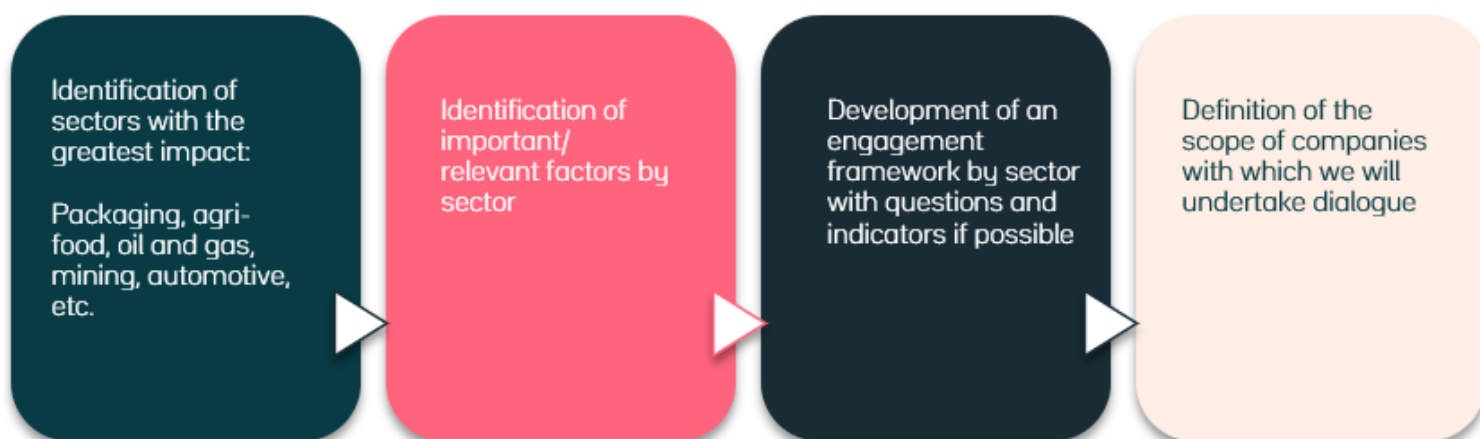 Identification of
sectors with the
greatest impact:
Packaging, agri-
food, oil and gas,
mining, automotive,
etc.
Identification of
important/
relevant factors by
sector
Development of an
engagement
framework by sector
with questions and
indicators if possible
Definition of the
scope of companies
with which we will
undertake dialogue